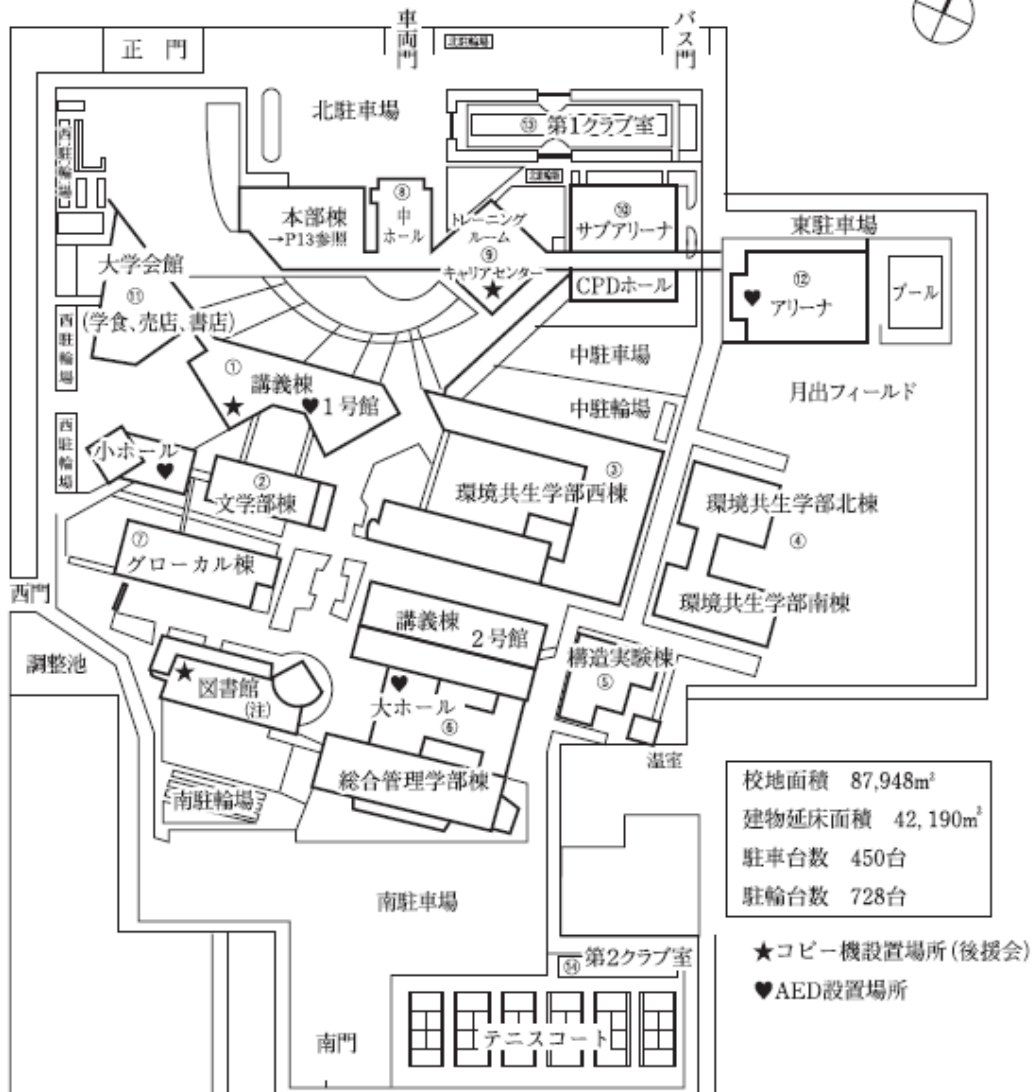 正 門
車両門
北駐輪場
バス門
西駐輪場
北駐車場
⑬ 第1クラブ室
北駐輪場
本部棟
→P13参照
⑧
中
ホール
トレーニング
ルーム
⑨
キャリアセンター
★
⑩
サブアリーナ
CPDホール
東駐車場
⑫
♥ アリーナ
プール
大学会館
⑪
(学食、売店、書店)
西駐輪場
①
講義棟
★ ♥ 1号館
中駐車場
中駐輪場
月出フィールド
西駐輪場
小ホール
♥
②
文学部棟
③
環境共生学部西棟
環境共生学部北棟
④
環境共生学部南棟
⑦
グローカル棟
西門
講義棟
2号館
構造実験棟
⑤
調整池
★ 図書館
(注)
♥
大ホール
⑥
温室
総合管理学部棟
南駐輪場
校地面積 87,948㎡
建物延床面積 42,190㎡
駐車台数 450台
駐輪台数 728台
南駐車場
★コピー機設置場所(後援会)
♥AED設置場所
⑭ 第2クラブ室
テニスコート
南門